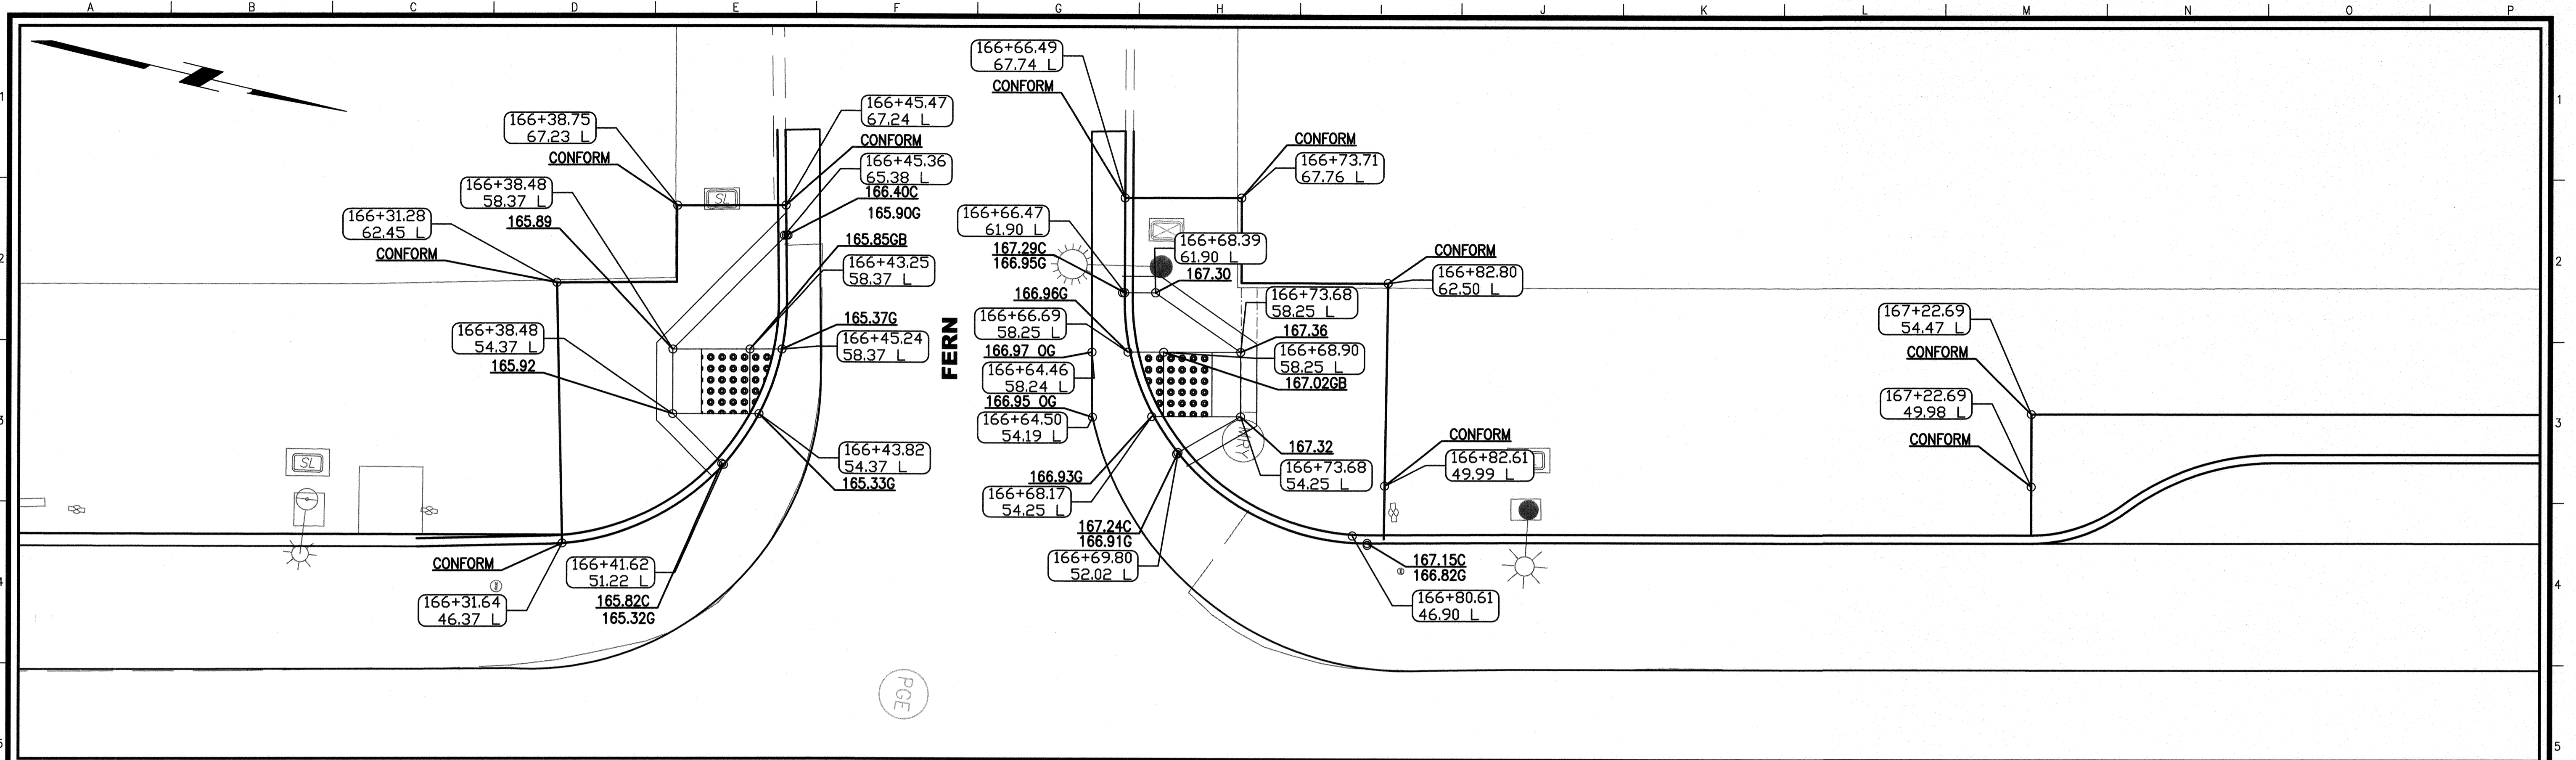 A B C D E F G H I J K L M N O P
1
2
3
4
5
1
2
3
4
5
166+38.75
67.23 L
CONFORM
166+38.48
58.37 L
165.89
166+31.28
62.45 L
CONFORM
166+38.48
54.37 L
165.92
SL
SL
CONFORM
166+31.64
46.37 L
166+41.62
51.22 L
165.82C
165.32G
166+45.47
67.24 L
CONFORM
166+45.36
65.38 L
166.40C
165.90G
165.85GB
166+43.25
58.37 L
165.37G
166+45.24
58.37 L
166+43.82
54.37 L
165.33G
FERN
PGE
166+66.49
67.74 L
CONFORM
166+66.47
61.90 L
167.29C
166.95G
166.96G
166+66.69
58.25 L
166.97 OG
166+64.46
58.24 L
166.95 OG
166+64.50
54.19 L
166.93G
166+68.17
54.25 L
167.24C
166.91G
166+69.80
52.02 L
CONFORM
166+73.71
67.76 L
166+68.39
61.90 L
167.30
166+73.68
58.25 L
167.36
166+68.90
58.25 L
167.02GB
167.32
166+73.68
54.25 L
MRY
CONFORM
166+82.80
62.50 L
CONFORM
166+82.61
49.99 L
167.15C
166.82G
166+80.61
46.90 L
167+22.69
54.47 L
CONFORM
167+22.69
49.98 L
CONFORM